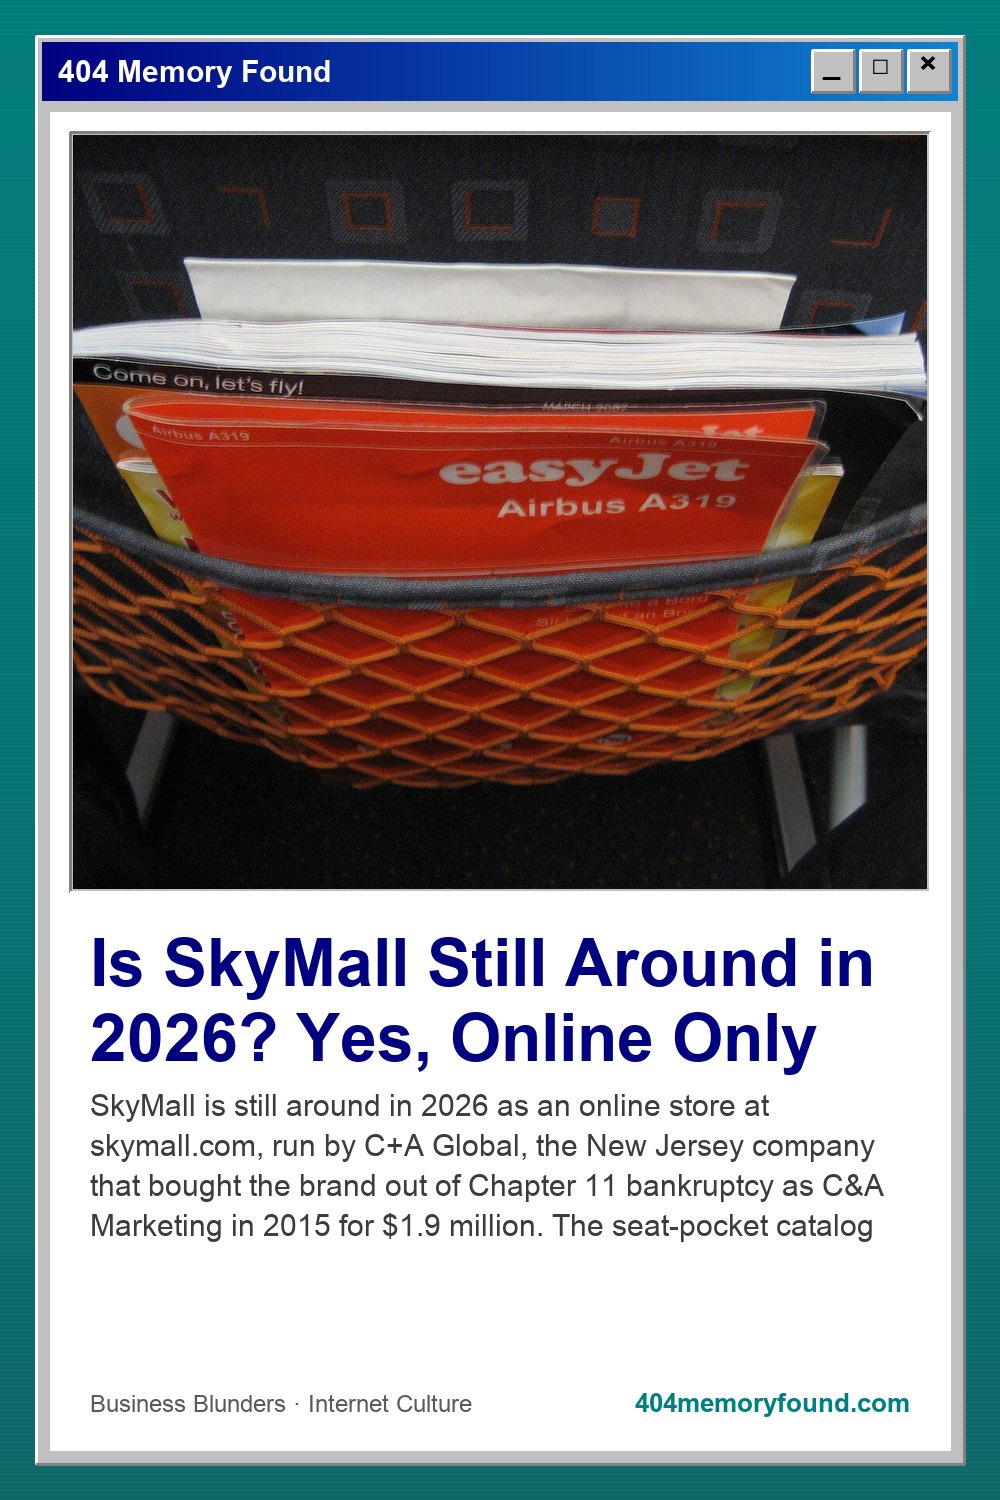 404 Memory Found
Come on, let's fly!
MARCH 2007
Jet
Airbus A319
Airbus A319
easyJet
Airbus A319
Is SkyMall Still Around in
2026? Yes, Online Only
SkyMall is still around in 2026 as an online store at
skymall.com, run by C+A Global, the New Jersey company
that bought the brand out of Chapter 11 bankruptcy as C&A
Marketing in 2015 for $1.9 million. The seat-pocket catalog
Business Blunders · Internet Culture
404memoryfound.com